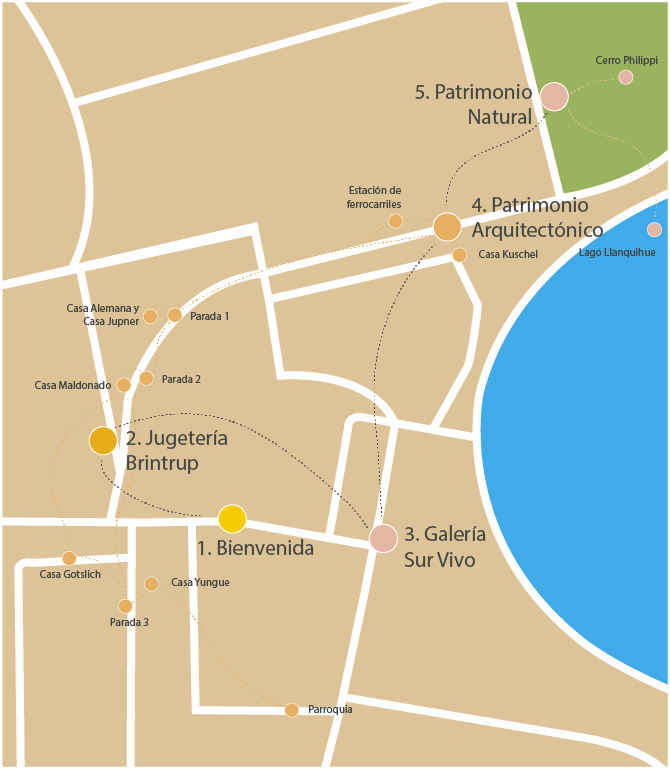 Cerro Philippi
5. Patrimonio
Natural
Estación de
ferrocarriles
4. Patrimonio
Arquitectónico
Casa Kuschel
Lago Llanquihue
Casa Alemana y
Casa Jupner
Parada 1
Casa Maldonado
Parada 2
2. Jugetería
Brintrup
1. Bienvenida
3. Galería
Sur Vivo
Casa Gotslich
Casa Yungue
Parada 3
Parroquia